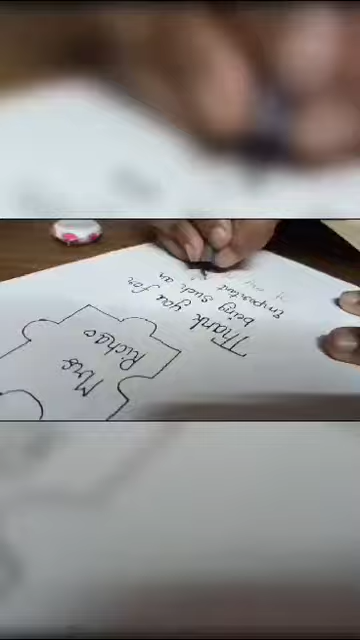 Mrs
Richa
Thank
you for
being such an
important